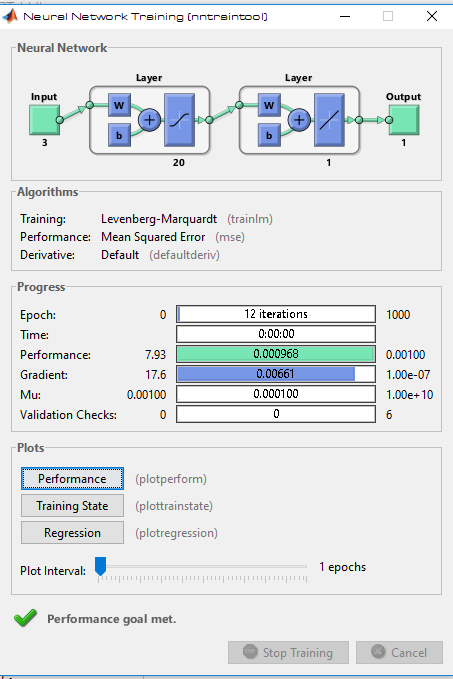 Neural Network Training (nntraintool)
Neural Network
Layer Layer
Input W b W b Output
3 20 1 1
Algorithms
Training: Levenberg-Marquardt (trainlm)
Performance: Mean Squared Error (mse)
Derivative: Default (defaultderiv)
Progress
Epoch: 0 12 iterations 1000
Time: 0:00:00
Performance: 7.93 0.000968 0.00100
Gradient: 17.6 0.00661 1.00e-07
Mu: 0.00100 0.000100 1.00e+10
Validation Checks: 0 0 6
Plots
Performance (plotperform)
Training State (plottrainstate)
Regression (plotregression)
Plot Interval: 1 epochs
Performance goal met.
Stop Training Cancel